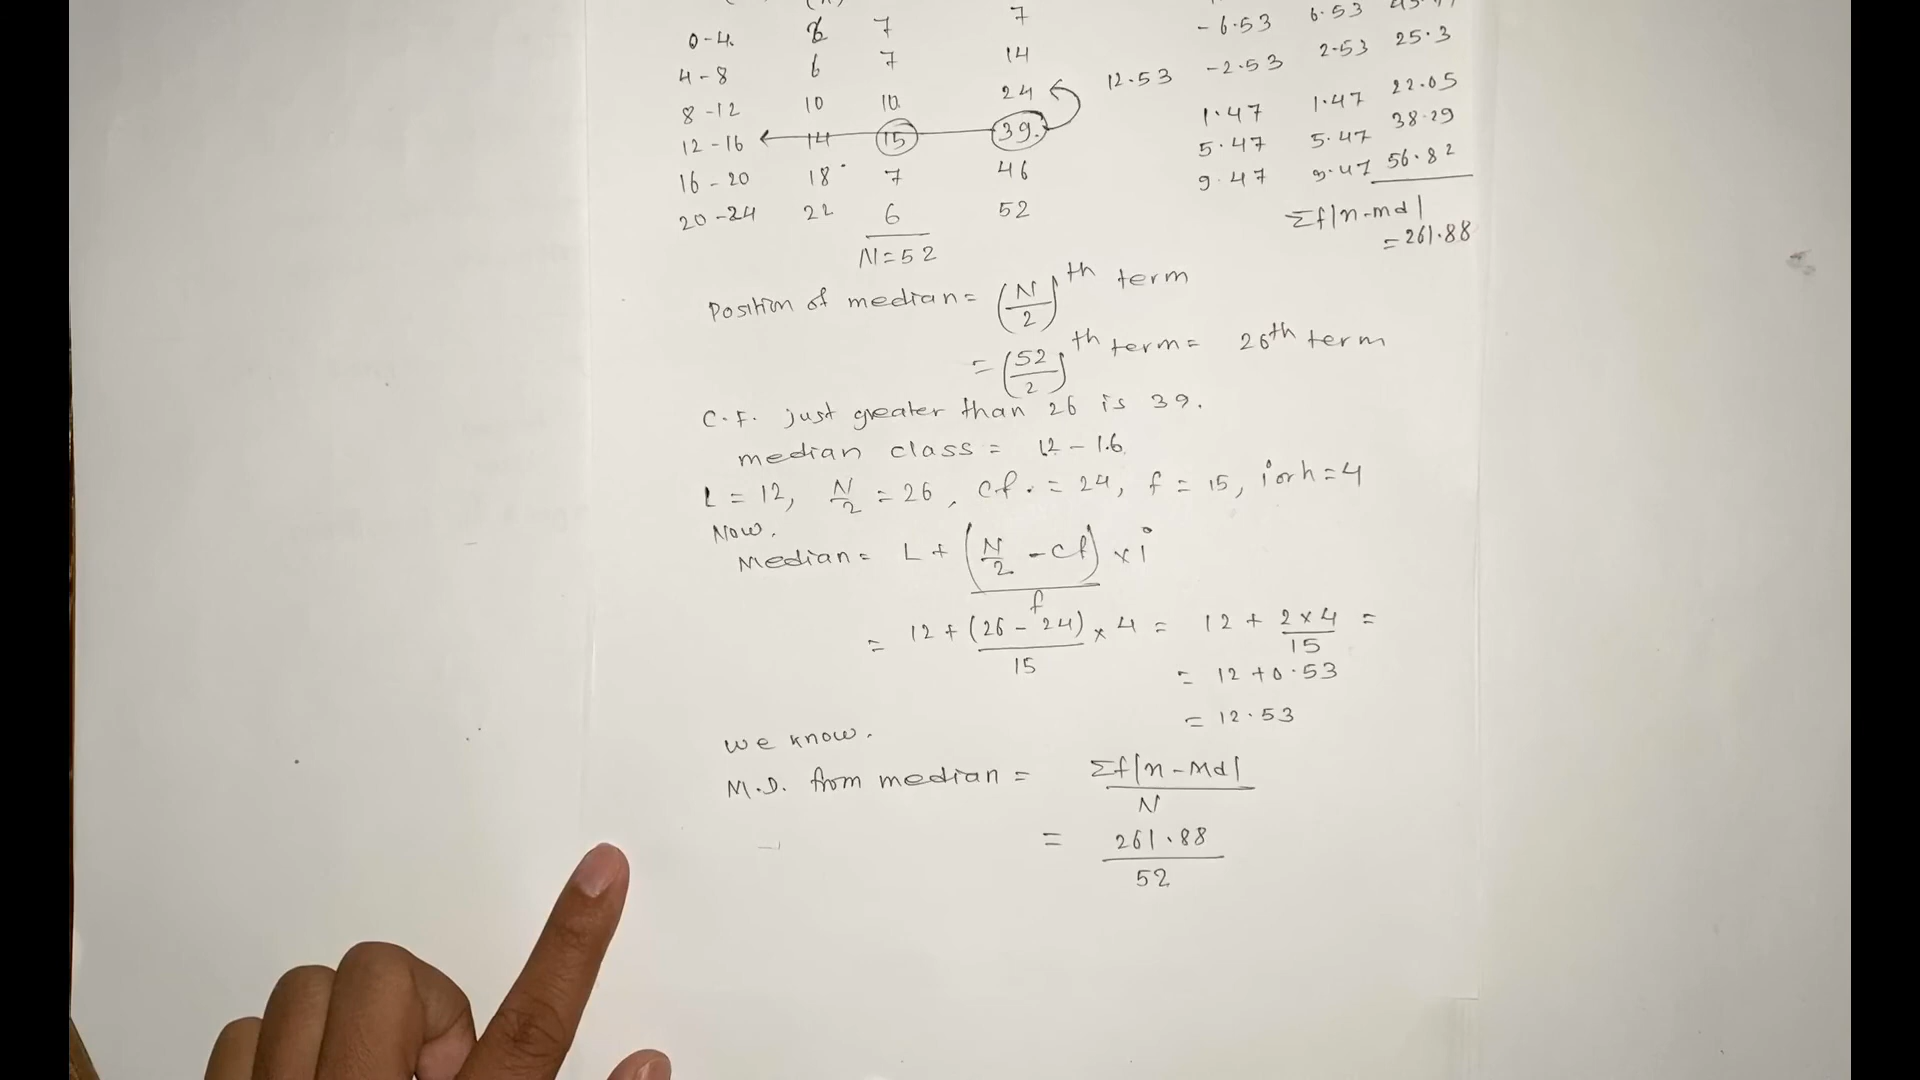 0-4 2 7 7 -6.53 6.53
4-8 6 7 14 12.53 -2.53 2.53 25.3
8-12 10 10 24 1.47 1.47 22.05
12-16 14 15 39 5.47 5.47 38.29
16-20 18 7 46 9.47 9.47 56.82
20-24 22 6 52 Σf|x-md|
N=52 =261.88
Position of median = (N/2)th term
= (52/2)th term = 26th term
C.F. just greater than 26 is 39.
median class = 12-16
L = 12, N/2 = 26, cf. = 24, f = 15, i or h = 4
Now,
Median = L + (N/2 - cf)/f × i
= 12 + (26 - 24)/15 × 4 = 12 + 2×4/15 =
= 12 + 0.53
= 12.53
We know.
M.D. from median = Σf|x-Md|/N
= 261.88/52